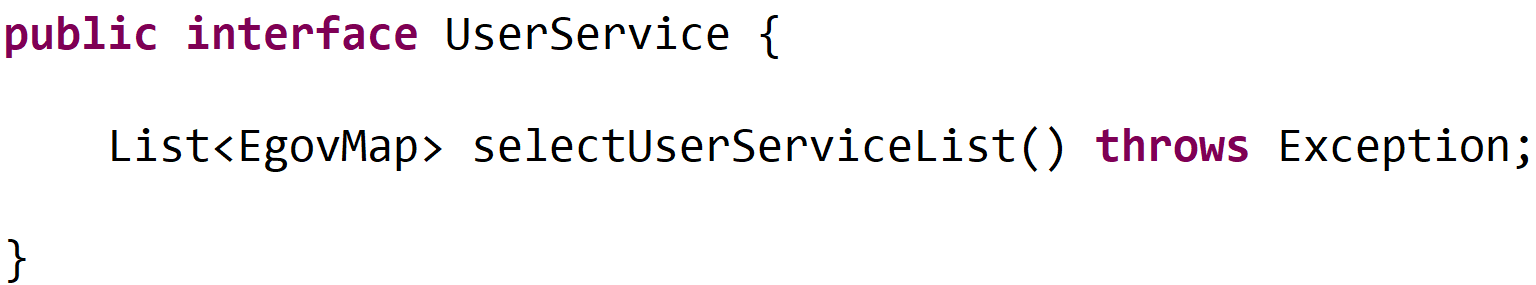 public interface UserService {
List<EgovMap> selectUserServiceList() throws Exception;
}